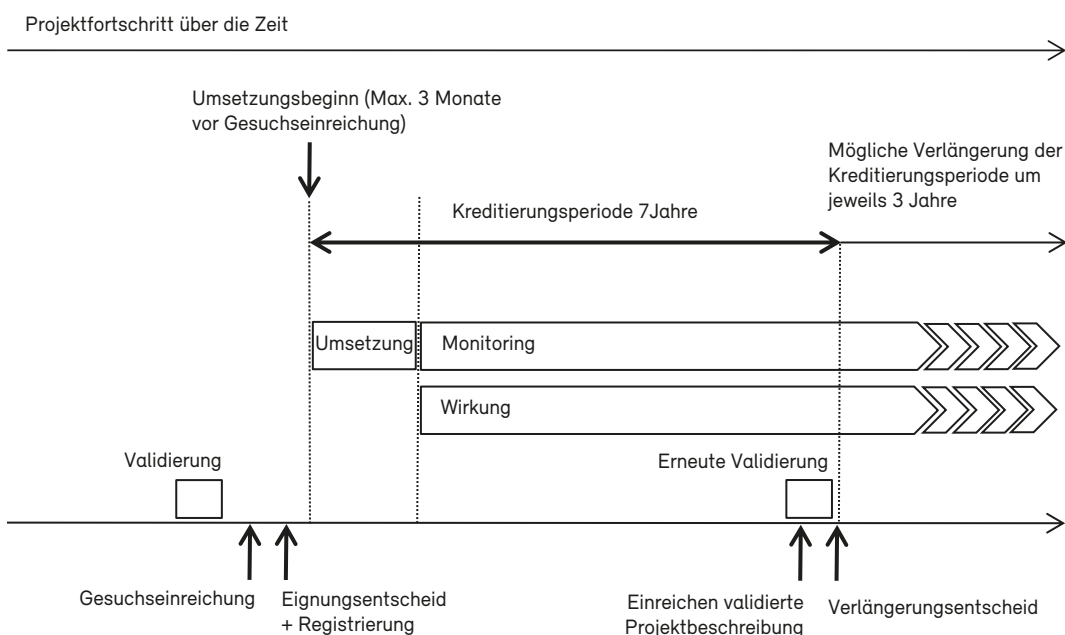 Projektfortschritt über die Zeit
Umsetzungsbeginn (Max. 3 Monate
vor Gesuchseinreichung)
Mögliche Verlängerung der
Kreditierungsperiode um
jeweils 3 Jahre
Kreditierungsperiode 7Jahre
Umsetzung
Monitoring
Wirkung
Validierung
Erneute Validierung
Gesuchseinreichung
Eignungsentscheid
+ Registrierung
Einreichen validierte
Projektbeschreibung
Verlängerungsentscheid